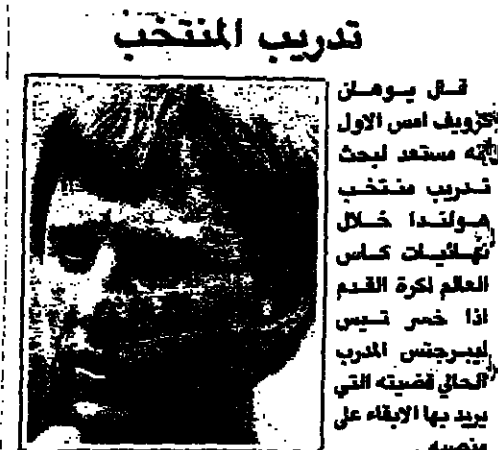 تدريب المنتخب
قال يوهان
كرويف امس الاول
انه مستعد لبحث
تدريب منتخب
هولندا خلال
نهائيات كاس
العالم لكرة القدم
اذا خسر تيس
ليبرجتس المدرب
الحالي قضيته التي
يريد بها الابقاء على
منصبه